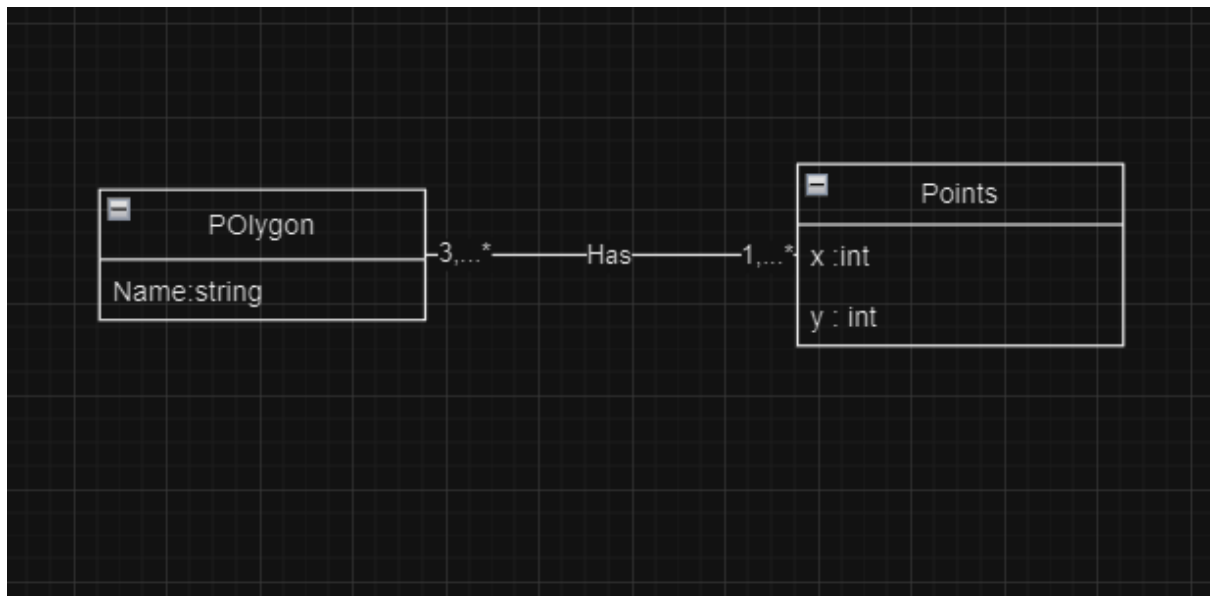 POlygon
Name:string
3,...*
Has
1,...*
Points
x :int
y : int